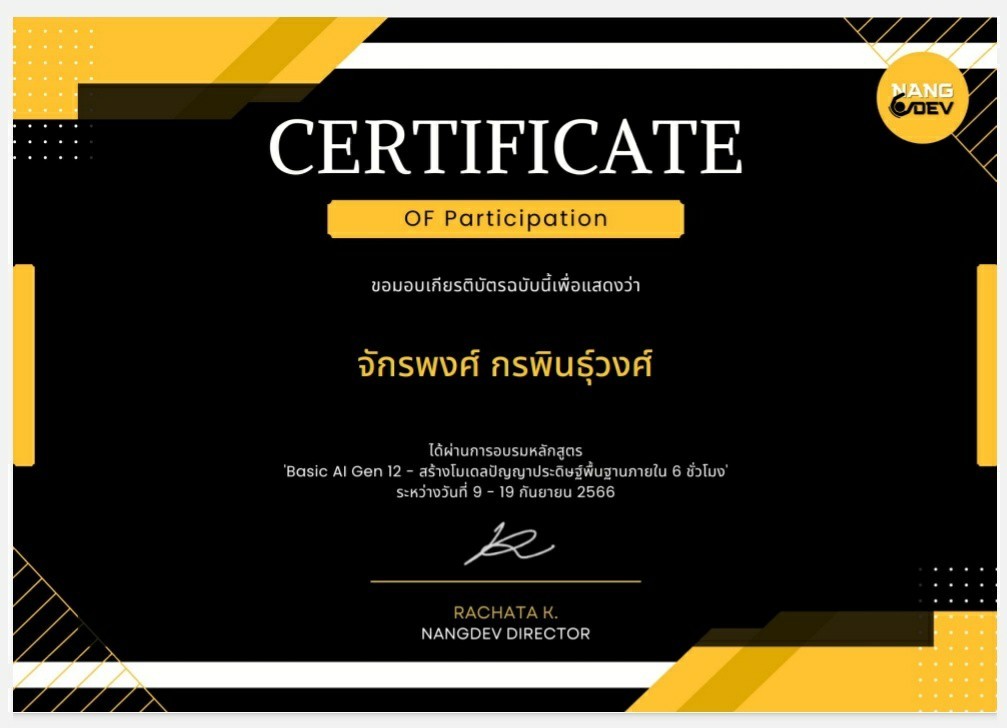 NANG
DEV
CERTIFICATE
OF Participation
ขอมอบเกียรติบัตรฉบับนี้เพื่อแสดงว่า
จักรพงศ์ กรพินธุ์วงศ์
ได้ผ่านการอบรมหลักสูตร
'Basic AI Gen 12 - สร้างโมเดลปัญญาประดิษฐ์พื้นฐานภายใน 6 ชั่วโมง'
ระหว่างวันที่ 9 - 19 กันยายน 2566
RACHATA K.
NANGDEV DIRECTOR